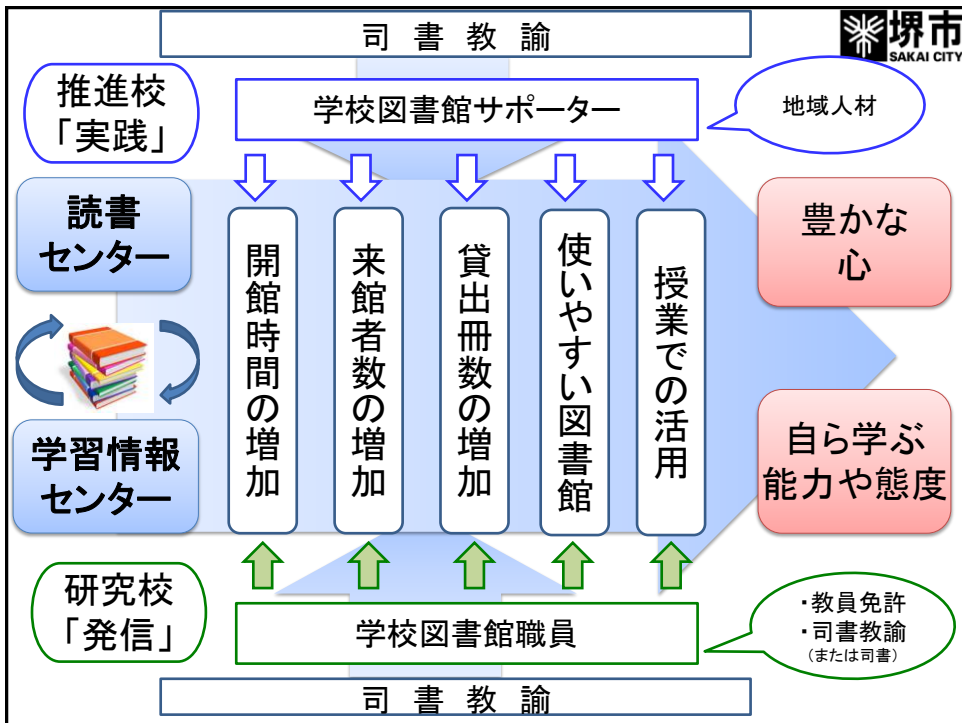 司書教諭
堺市
SAKAI CITY
推進校
「実践」
学校図書館サポーター
地域人材
読書
センター
学習情報
センター
開館時間の増加
来館者数の増加
貸出冊数の増加
使いやすい図書館
授業での活用
豊かな
心
自ら学ぶ
能力や態度
研究校
「発信」
学校図書館職員
・教員免許
・司書教諭
(または司書)
司書教諭